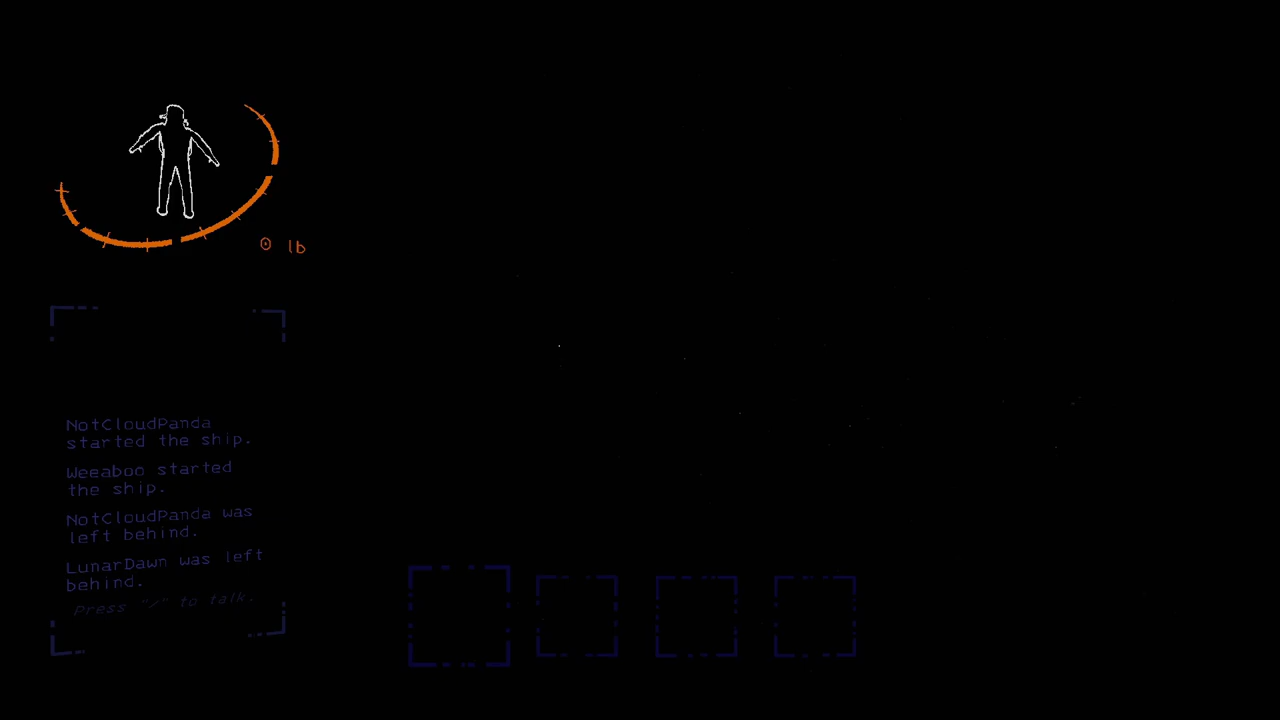 0 lb
NotCloudPanda
started the ship.
Weeaboo started
the ship.
NotCloudPanda was
left behind.
LunarDawn was left
behind.
Press "/" to talk.